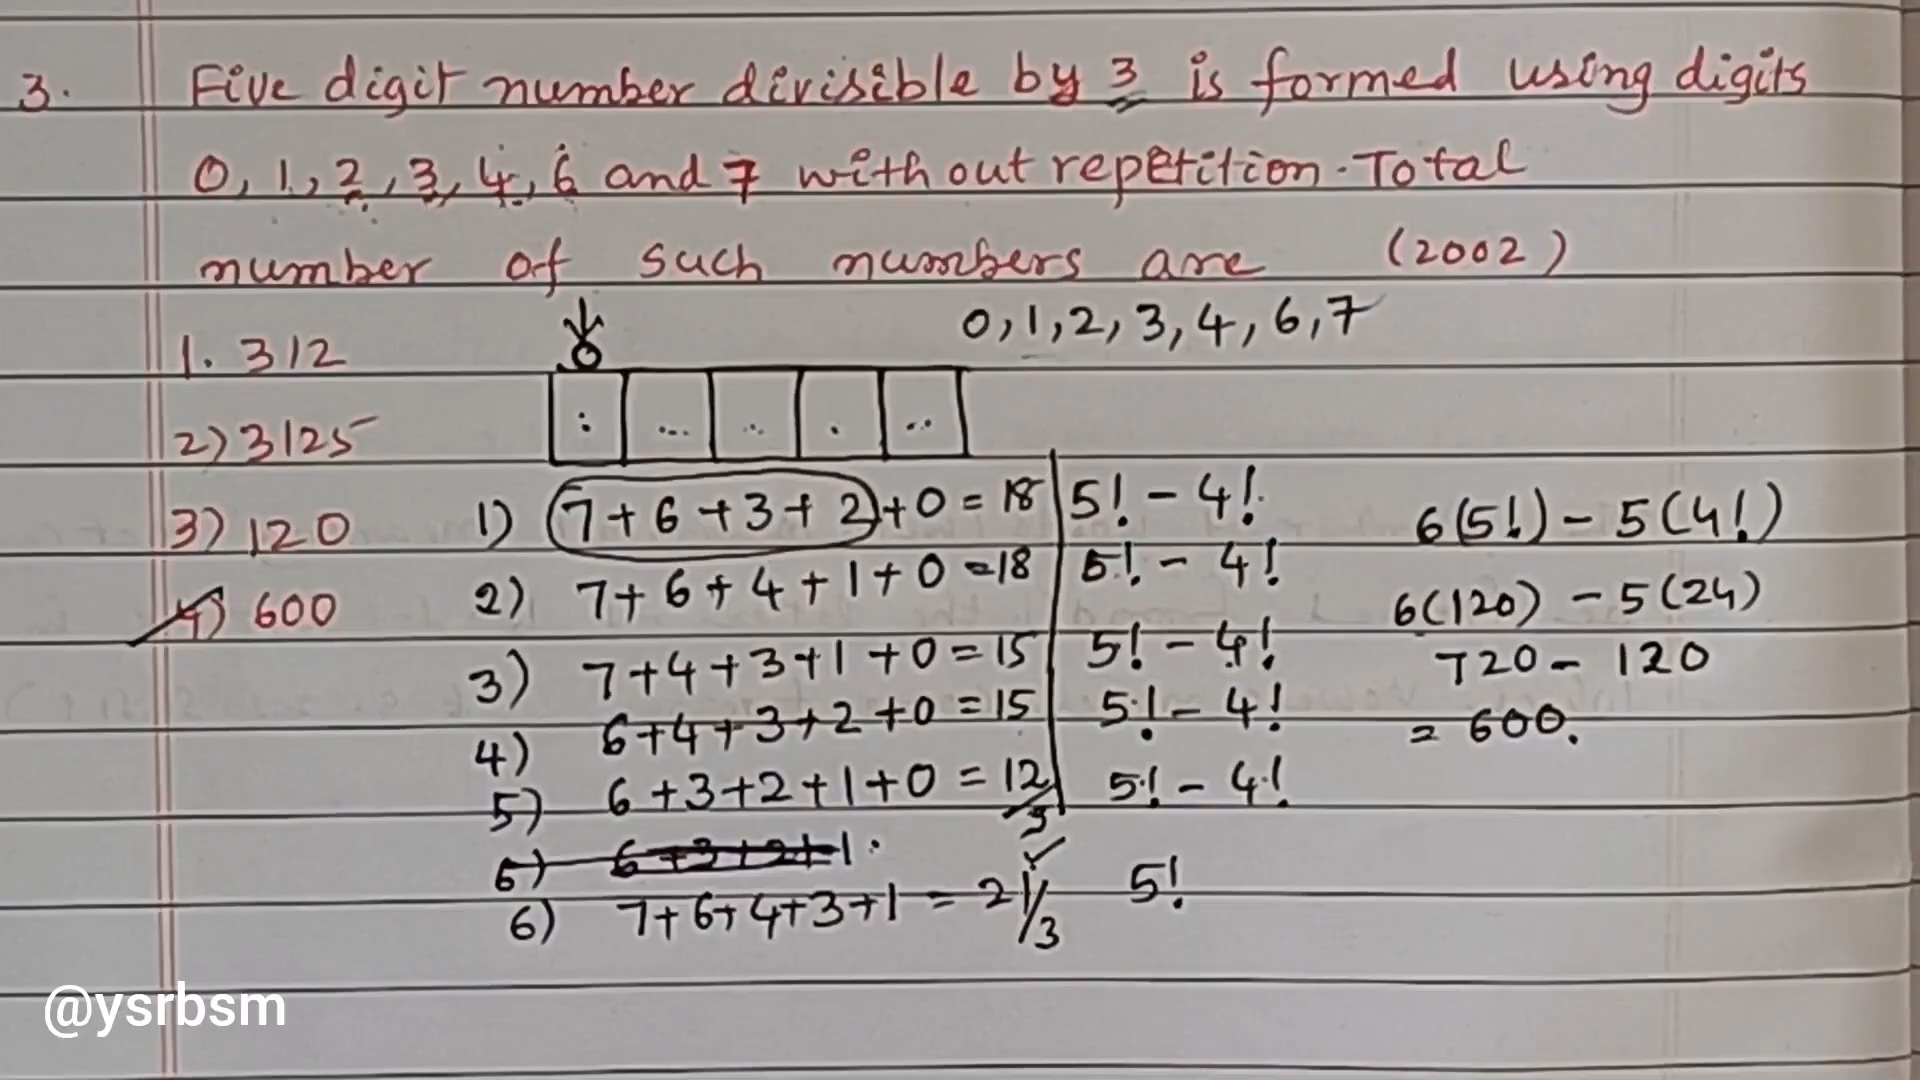 3. Five digit number divisible by 3 is formed using digits
0, 1, 2, 3, 4, 6 and 7 without repetition. Total
number of such numbers are (2002)
0, 1, 2, 3, 4, 6, 7
1. 312
2) 3125
3) 120
4) 600
1) 7+6+3+2+0 = 18 5! - 4!
2) 7+6+4+1+0 = 18 5! - 4!
3) 7+4+3+1+0 = 15 5! - 4!
4) 6+4+3+2+0 = 15 5! - 4!
5) 6+3+2+1+0 = 12/3 5! - 4!
6) 7+6+4+3+1 = 21/3 5!
6(5!) - 5(4!)
6(120) - 5(24)
720 - 120
= 600.
@ysrbsm